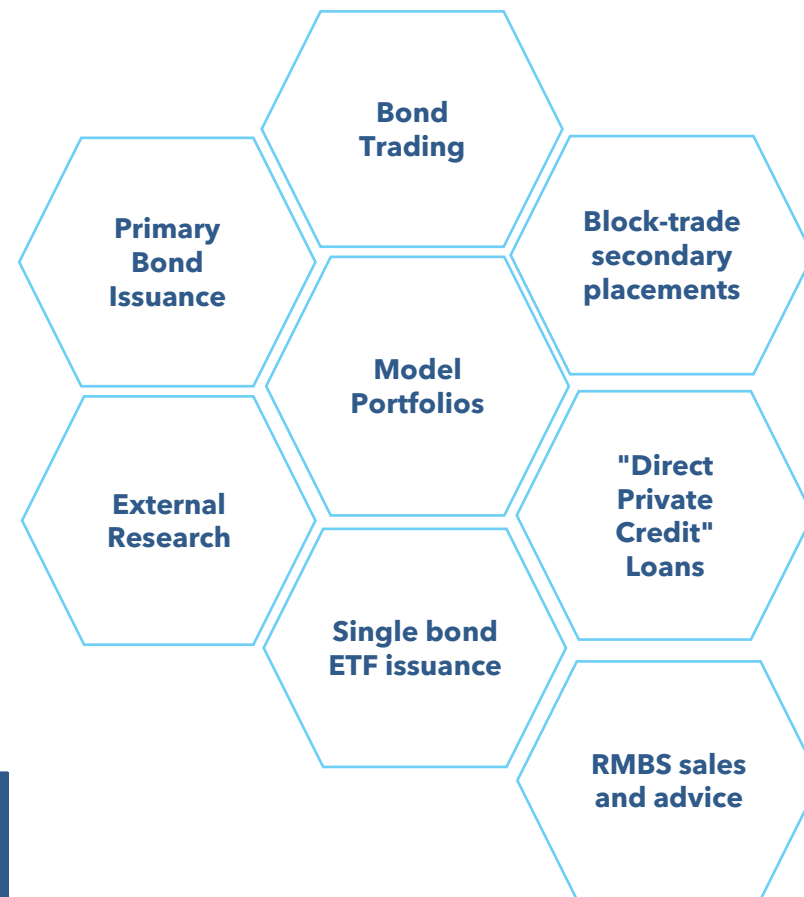 Bond
Trading
Primary
Bond
Issuance
Block-trade
secondary
placements
Model
Portfolios
External
Research
"Direct
Private
Credit"
Loans
Single bond
ETF issuance
RMBS sales
and advice